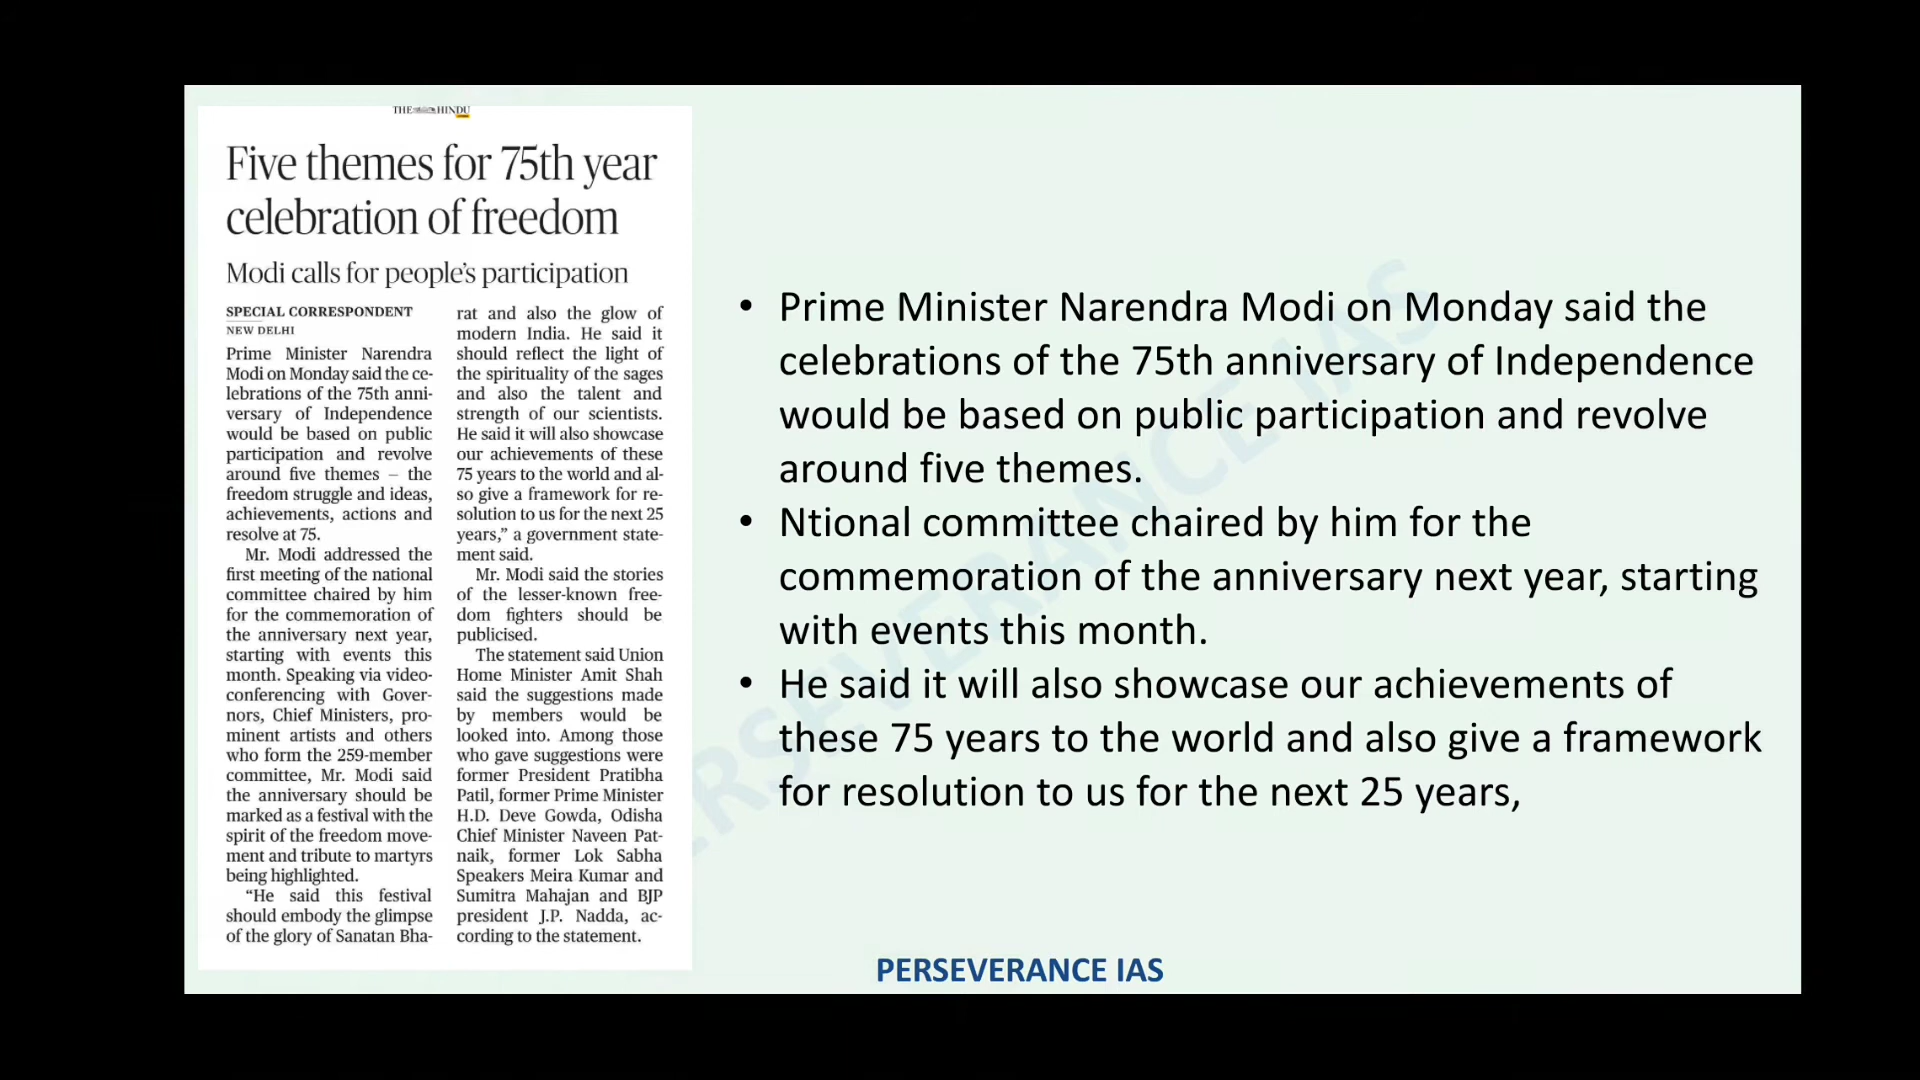 THE HINDU
Five themes for 75th year
celebration of freedom
Modi calls for people's participation
SPECIAL CORRESPONDENT
NEW DELHI
Prime Minister Narendra
Modi on Monday said the ce-
lebrations of the 75th anni-
versary of Independence
would be based on public
participation and revolve
around five themes – the
freedom struggle and ideas,
achievements, actions and
resolve at 75.
Mr. Modi addressed the
first meeting of the national
committee chaired by him
for the commemoration of
the anniversary next year,
starting with events this
month. Speaking via video-
conferencing with Gover-
nors, Chief Ministers, pro-
minent artists and others
who form the 259-member
committee, Mr. Modi said
the anniversary should be
marked as a festival with the
spirit of the freedom move-
ment and tribute to martyrs
being highlighted.
“He said this festival
should embody the glimpse
of the glory of Sanatan Bha-
rat and also the glow of
modern India. He said it
should reflect the light of
the spirituality of the sages
and also the talent and
strength of our scientists.
He said it will also showcase
our achievements of these
75 years to the world and al-
so give a framework for re-
solution to us for the next 25
years,” a government state-
ment said.
Mr. Modi said the stories
of the lesser-known free-
dom fighters should be
publicised.
The statement said Union
Home Minister Amit Shah
said the suggestions made
by members would be
looked into. Among those
who gave suggestions were
former President Pratibha
Patil, former Prime Minister
H.D. Deve Gowda, Odisha
Chief Minister Naveen Pat-
naik, former Lok Sabha
Speakers Meira Kumar and
Sumitra Mahajan and BJP
president J.P. Nadda, ac-
cording to the statement.
• Prime Minister Narendra Modi on Monday said the
celebrations of the 75th anniversary of Independence
would be based on public participation and revolve
around five themes.
• Ntional committee chaired by him for the
commemoration of the anniversary next year, starting
with events this month.
• He said it will also showcase our achievements of
these 75 years to the world and also give a framework
for resolution to us for the next 25 years,
PERSEVERANCE IAS
PERSEVERANCE IAS